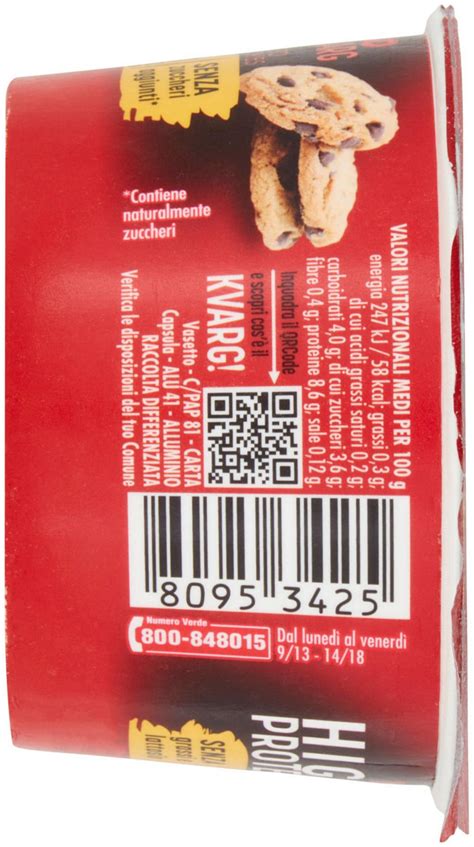 SENZA
zuccheri
aggiunti*
*Contiene
naturalmente
zuccheri
VALORI NUTRIZIONALI MEDI PER 100 g
energia 247 kJ / 58 kcal; grassi 0,3 g;
di cui acidi grassi saturi 0,2 g;
carboidrati 4,0 g, di cui zuccheri 3,6 g;
fibre 0,4 g; proteine 8,6 g; sale 0,12 g.
Inquadra il QRCode
e scopri cos'è il
KVARG!
Vasetto - C/PAP 81 - CARTA
Capsula - ALU 41 - ALLUMINIO
RACCOLTA DIFFERENZIATA
Verifica le disposizioni del tuo Comune
8095 3425
Numero Verde
800-848015
Dal lunedì al venerdì
9/13 - 14/18
HIG
PROT
SENZA
grassi